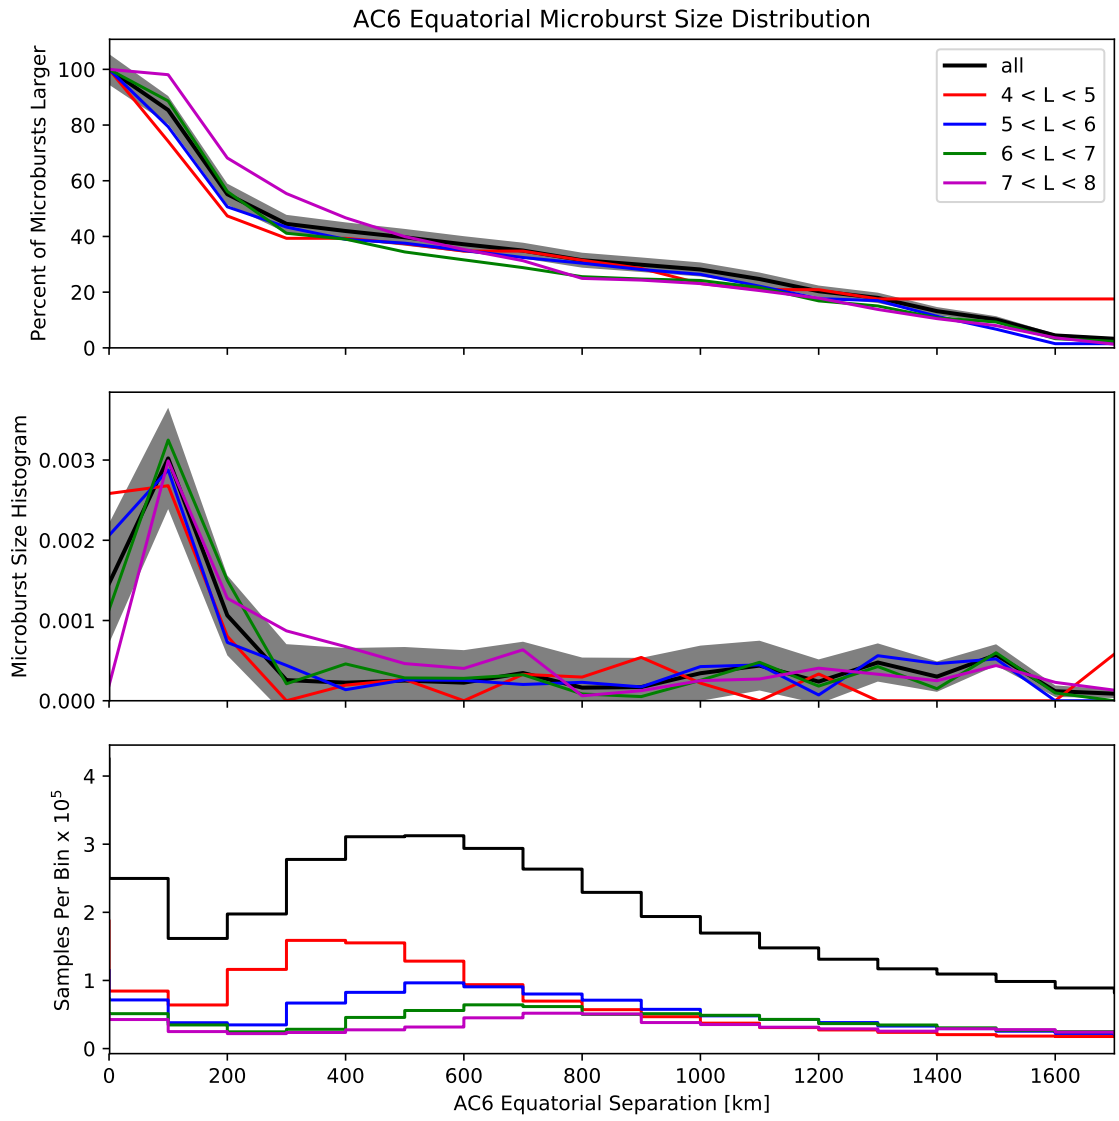 AC6 Equatorial Microburst Size Distribution
Percent of Microbursts Larger
100
80
60
40
20
0
all
4 < L < 5
5 < L < 6
6 < L < 7
7 < L < 8
Microburst Size Histogram
0.003
0.002
0.001
0.000
Samples Per Bin x 10⁵
4
3
2
1
0
0 200 400 600 800 1000 1200 1400 1600
AC6 Equatorial Separation [km]